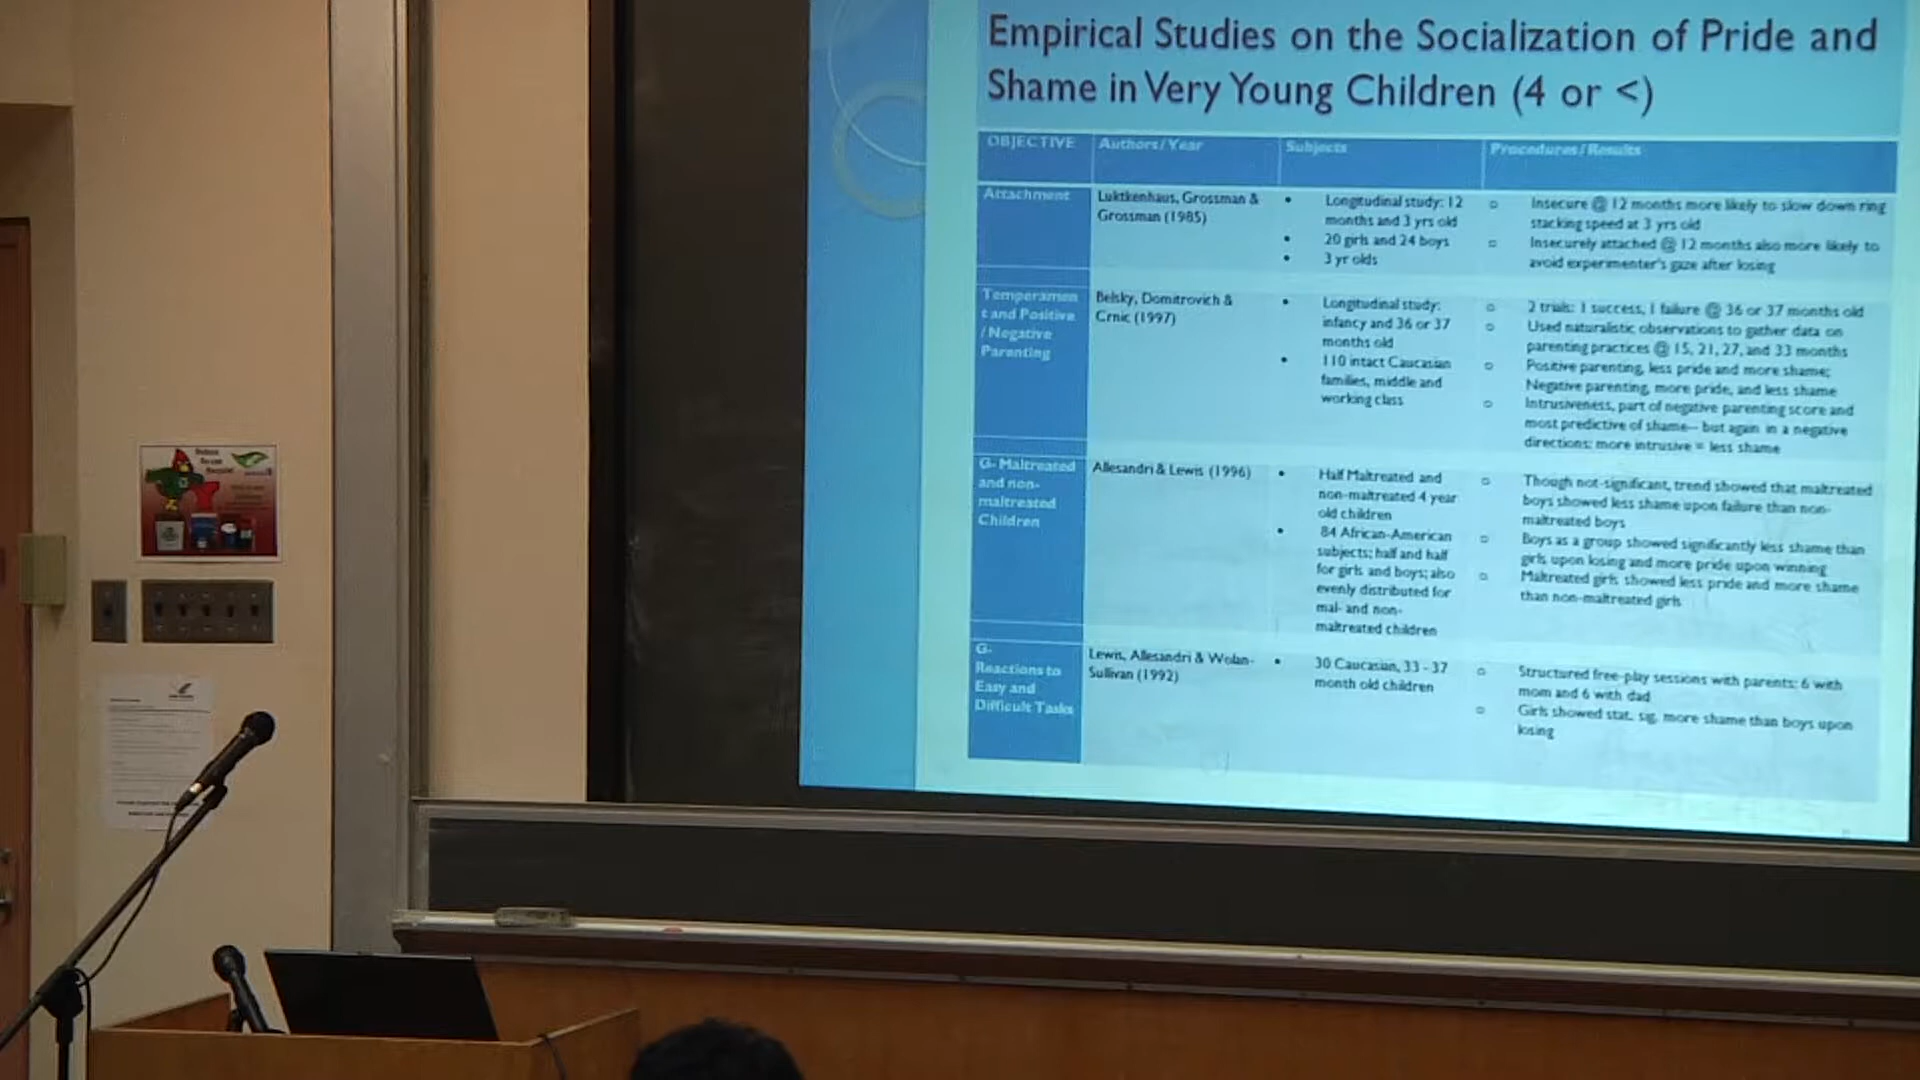 Empirical Studies on the Socialization of Pride and
Shame in Very Young Children (4 or <)
OBJECTIVE
Authors/Year
Subjects
Procedures/Results
Attachment
Luktkenhaus, Grossman &
Grossman (1985)
• Longitudinal study: 12
months and 3 yrs old
• 20 girls and 24 boys
• 3 yr olds
o Insecure @ 12 months more likely to slow down ring
stacking speed at 3 yrs old
o Insecurely attached @ 12 months also more likely to
avoid experimenter's gaze after losing
Temperamen
t and Positive
/ Negative
Parenting
Belsky, Domitrovich &
Crnic (1997)
• Longitudinal study:
infancy and 36 or 37
months old
• 110 intact Caucasian
families, middle and
working class
o 2 trials: 1 success, 1 failure @ 36 or 37 months old
o Used naturalistic observations to gather data on
parenting practices @ 15, 21, 27, and 33 months
o Positive parenting, less pride and more shame;
Negative parenting, more pride, and less shame
o Intrusiveness, part of negative parenting score and
most predictive of shame-- but again in a negative
directions: more intrusive = less shame
G- Maltreated
and non-
maltreated
Children
Allesandri & Lewis (1996)
• Half Maltreated and
non-maltreated 4 year
old children
• 84 African-American
subjects; half and half
for girls and boys; also
evenly distributed for
mal- and non-
maltreated children
o Though not-significant, trend showed that maltreated
boys showed less shame upon failure than non-
maltreated boys
o Boys as a group showed significantly less shame than
girls upon losing and more pride upon winning
o Maltreated girls showed less pride and more shame
than non-maltreated girls
G-
Reactions to
Easy and
Difficult Tasks
Lewis, Allesandri & Wolan-
Sullivan (1992)
• 30 Caucasian, 33 - 37
month old children
o Structured free-play sessions with parents: 6 with
mom and 6 with dad
o Girls showed stat. sig. more shame than boys upon
losing